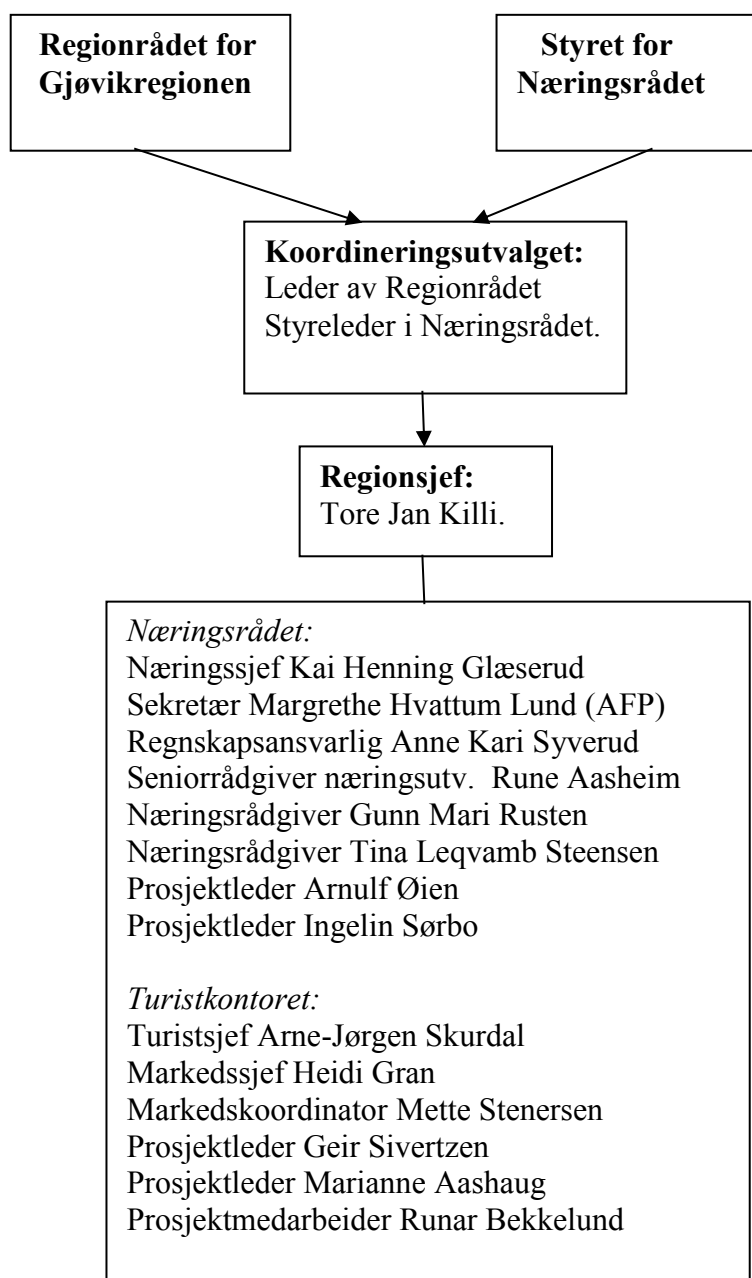 Regionrådet for
Gjøvikregionen
Styret for
Næringsrådet
Koordineringsutvalget:
Leder av Regionrådet
Styreleder i Næringsrådet.
Regionsjef:
Tore Jan Killi.
Næringsrådet:
Næringssjef Kai Henning Glæserud
Sekretær Margrethe Hvattum Lund (AFP)
Regnskapsansvarlig Anne Kari Syverud
Seniorrådgiver næringsutv.  Rune Aasheim
Næringsrådgiver Gunn Mari Rusten
Næringsrådgiver Tina Leqvamb Steensen
Prosjektleder Arnulf Øien
Prosjektleder Ingelin Sørbo
Turistkontoret:
Turistsjef Arne-Jørgen Skurdal
Markedssjef Heidi Gran
Markedskoordinator Mette Stenersen
Prosjektleder Geir Sivertzen
Prosjektleder Marianne Aashaug
Prosjektmedarbeider Runar Bekkelund